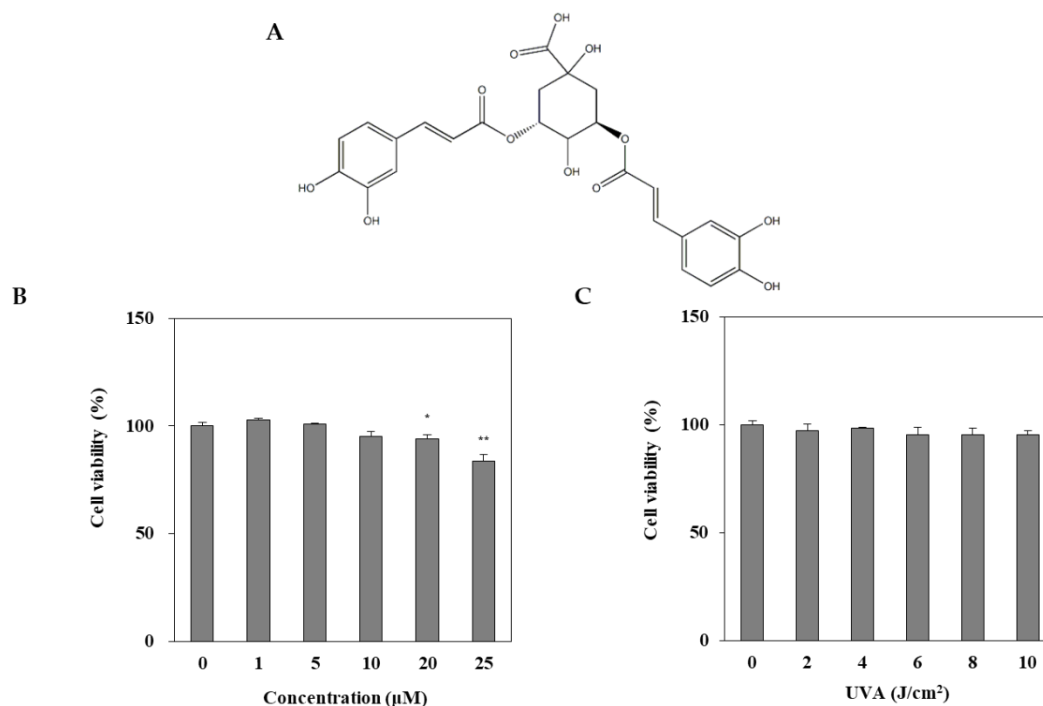 A
O
OH
OH
O
O
O
OH
O
O
HO
OH
OH
OH
B
C
150
100
50
0
Cell viability (%)
*
**
0 1 5 10 20 25
Concentration (μM)
150
100
50
0
Cell viability (%)
0 2 4 6 8 10
UVA (J/cm²)